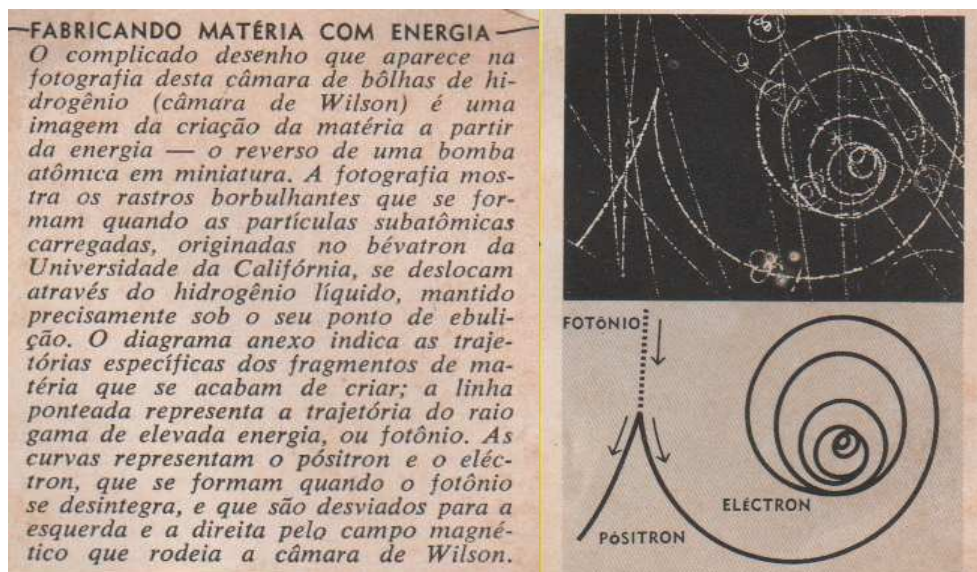 FABRICANDO MATÉRIA COM ENERGIA
O complicado desenho que aparece na
fotografia desta câmara de bôlhas de hi-
drogênio (câmara de Wilson) é uma
imagem da criação da matéria a partir
da energia — o reverso de uma bomba
atômica em miniatura. A fotografia mos-
tra os rastros borbulhantes que se for-
mam quando as partículas subatômicas
carregadas, originadas no bévatron da
Universidade da Califórnia, se deslocam
através do hidrogênio líquido, mantido
precisamente sob o seu ponto de ebuli-
ção. O diagrama anexo indica as traje-
tórias específicas dos fragmentos de ma-
téria que se acabam de criar; a linha
ponteada representa a trajetória do raio
gama de elevada energia, ou fotônio. As
curvas representam o pósitron e o eléc-
tron, que se formam quando o fotônio
se desintegra, e que são desviados para a
esquerda e a direita pelo campo magné-
tico que rodeia a câmara de Wilson.
FOTÔNIO
ELÉCTRON
PÓSITRON